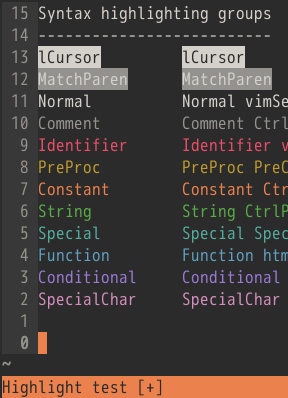 15 Syntax highlighting groups
14 -------------------------
13 lCursor lCursor
12 MatchParen MatchParen
11 Normal Normal vimSe
10 Comment Comment Ctrl
9 Identifier Identifier v
8 PreProc PreProc PreC
7 Constant Constant Ctr
6 String String CtrlP
5 Special Special Spec
4 Function Function htm
3 Conditional Conditional
2 SpecialChar SpecialChar
1
0
~
Highlight test [+]